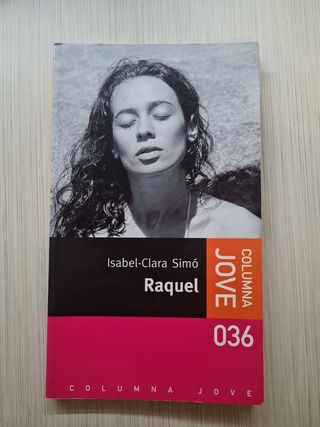 Isabel-Clara Simó
Raquel
COLUMNA
JOVE
036
COLUMNA JOVE